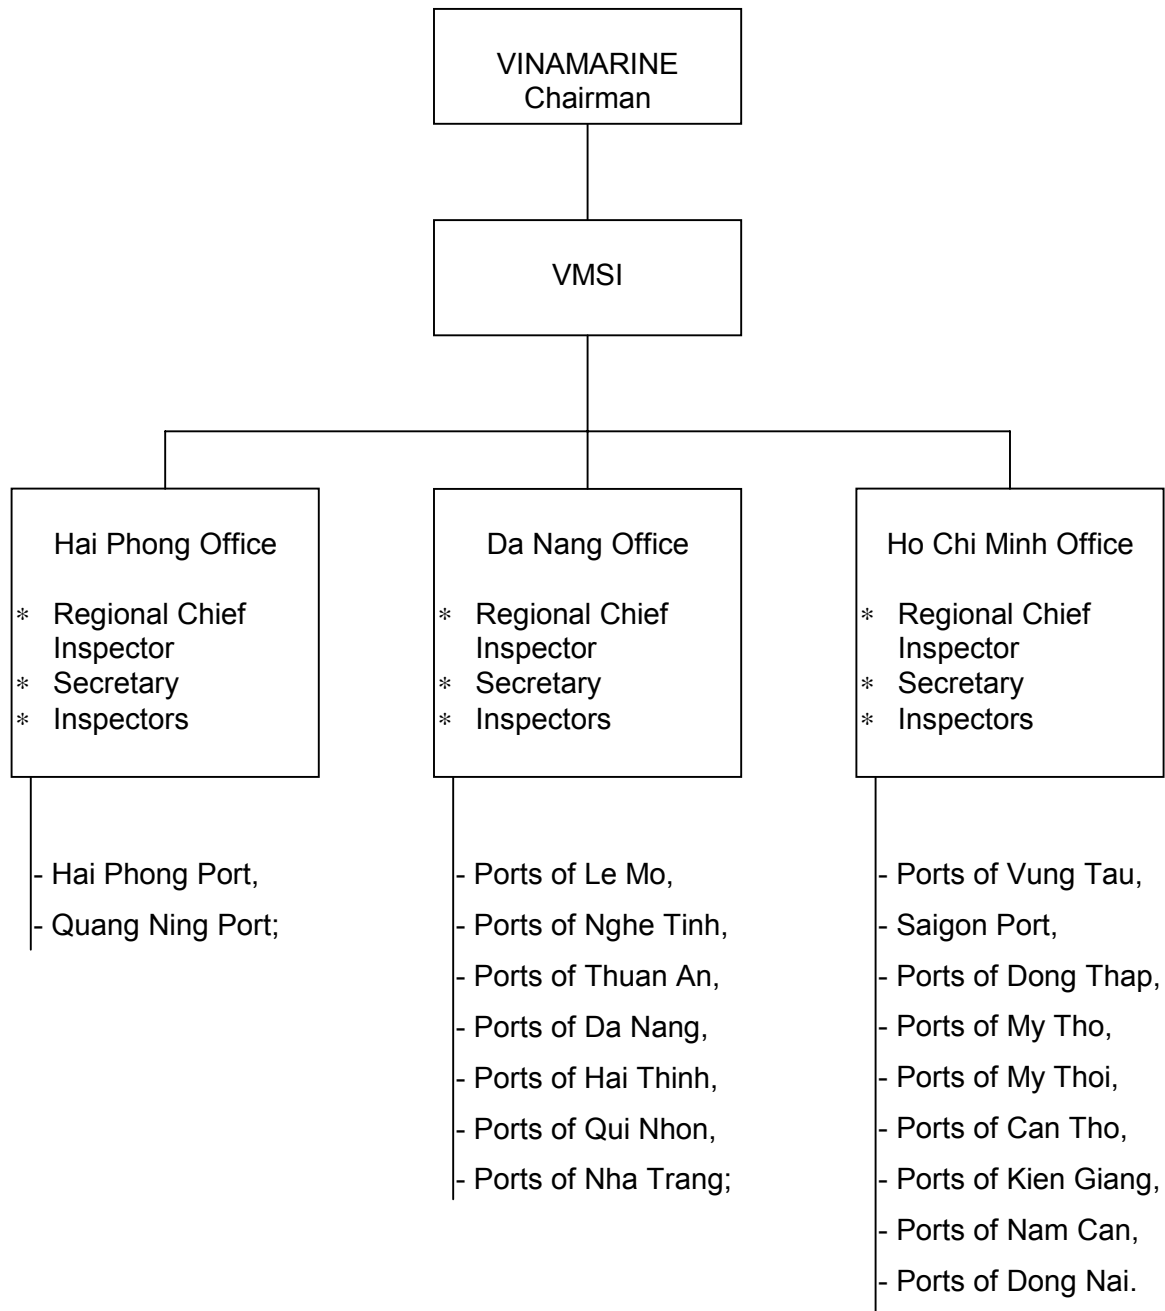 VINAMARINE
Chairman
VMSI
Hai Phong Office
* Regional Chief
Inspector
* Secretary
* Inspectors
Da Nang Office
* Regional Chief
Inspector
* Secretary
* Inspectors
Ho Chi Minh Office
* Regional Chief
Inspector
* Secretary
* Inspectors
- Hai Phong Port,
- Quang Ning Port;
- Ports of Le Mo,
- Ports of Nghe Tinh,
- Ports of Thuan An,
- Ports of Da Nang,
- Ports of Hai Thinh,
- Ports of Qui Nhon,
- Ports of Nha Trang;
- Ports of Vung Tau,
- Saigon Port,
- Ports of Dong Thap,
- Ports of My Tho,
- Ports of My Thoi,
- Ports of Can Tho,
- Ports of Kien Giang,
- Ports of Nam Can,
- Ports of Dong Nai.